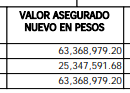 VALOR ASEGURADO
NUEVO EN PESOS
63,368,979.20
25,347,591.68
63,368,979.20